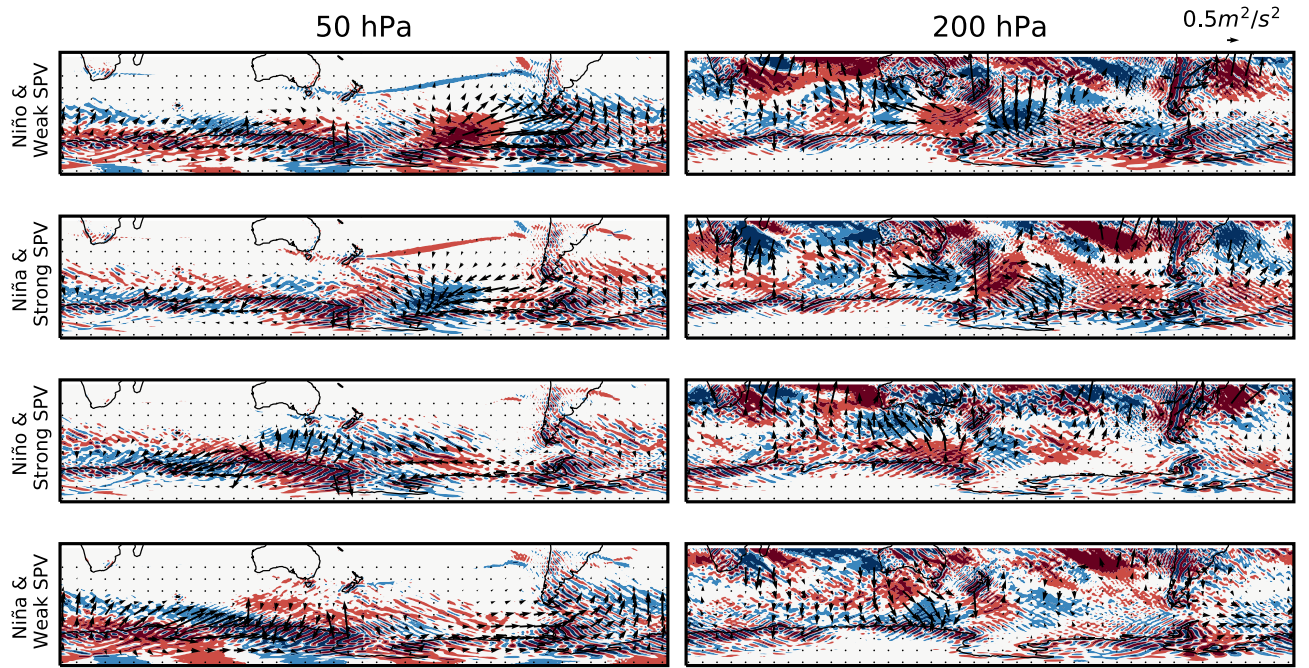 50 hPa
200 hPa
0.5m²/s²
Niño &
Weak SPV
Niña &
Strong SPV
Niño &
Strong SPV
Niña &
Weak SPV